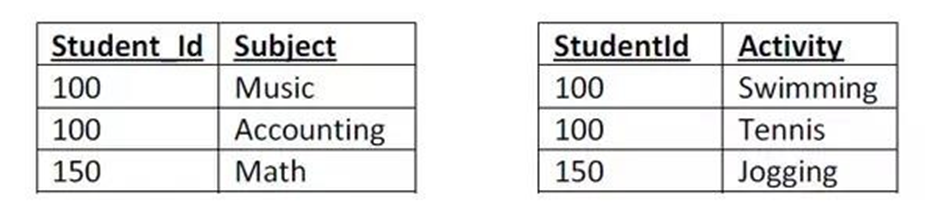 Student_Id Subject
100 Music
100 Accounting
150 Math
StudentId Activity
100 Swimming
100 Tennis
150 Jogging